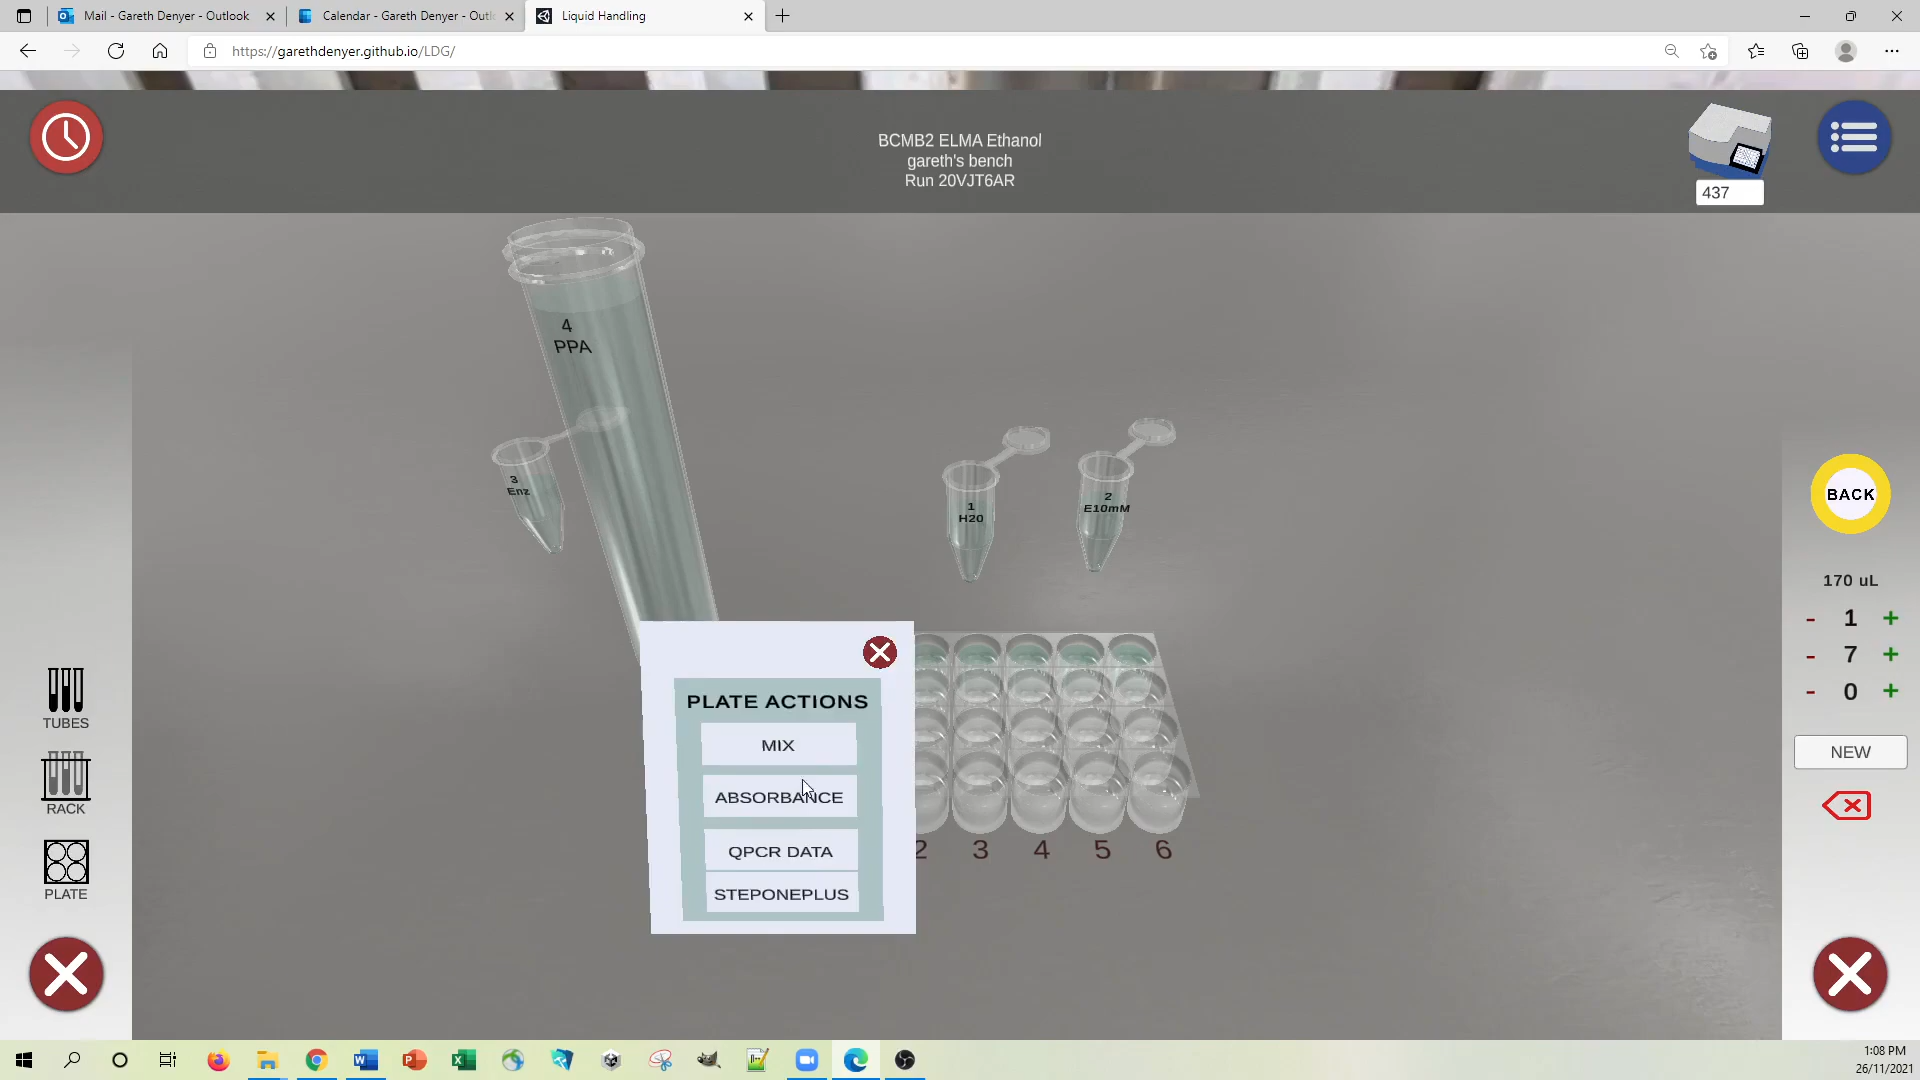 Mail - Gareth Denyer - Outlook
Calendar - Gareth Denyer - Outl
Liquid Handling
https://garethdenyer.github.io/LDG/
BCMB2 ELMA Ethanol
gareth's bench
Run 20VJT6AR
437
4
PPA
3
Enz
1
H20
2
E10mM
BACK
170 uL
- 1 +
- 7 +
- 0 +
NEW
TUBES
RACK
PLATE
PLATE ACTIONS
MIX
ABSORBANCE
QPCR DATA
STEPONEPLUS
2 3 4 5 6
1:08 PM
26/11/2021